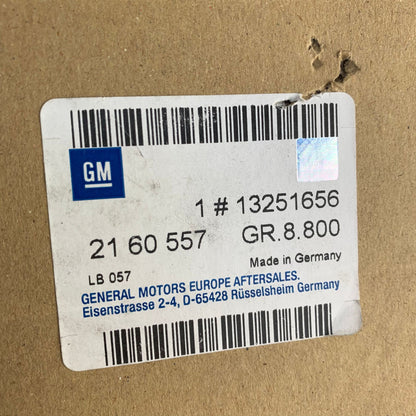 GM
1 # 13251656
21 60 557 GR.8.800
Made in Germany
LB 057
GENERAL MOTORS EUROPE AFTERSALES.
Eisenstrasse 2-4, D-65428 Rüsselsheim Germany